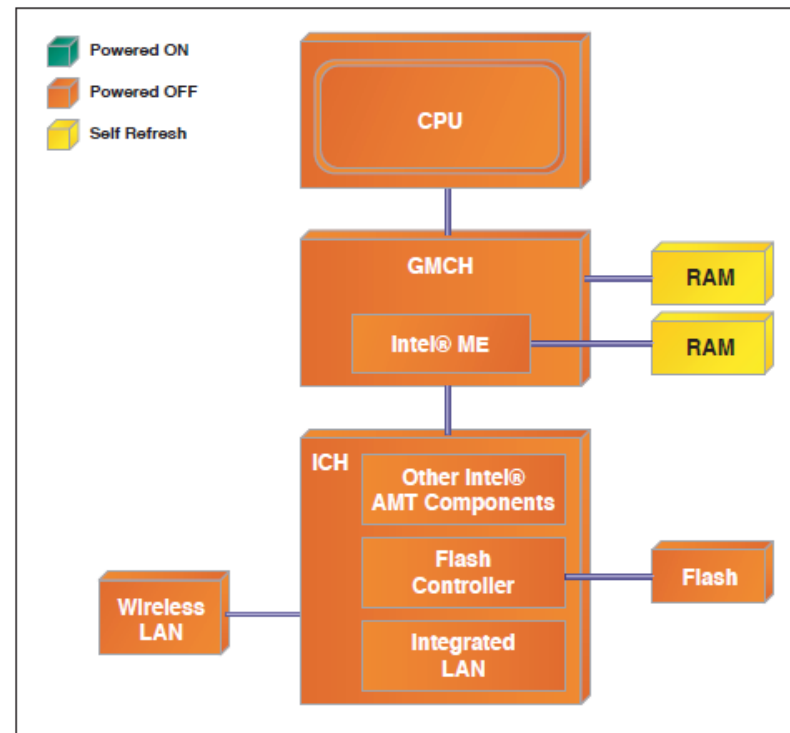 Powered ON
Powered OFF
Self Refresh
CPU
GMCH
RAM
Intel® ME
RAM
ICH
Other Intel®
AMT Components
Flash
Controller
Flash
Wireless
LAN
Integrated
LAN